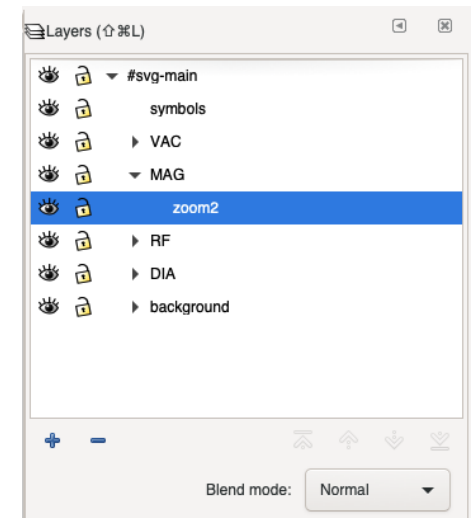 Layers (⇧⌘L)
#svg-main
symbols
VAC
MAG
zoom2
RF
DIA
background
Blend mode: Normal